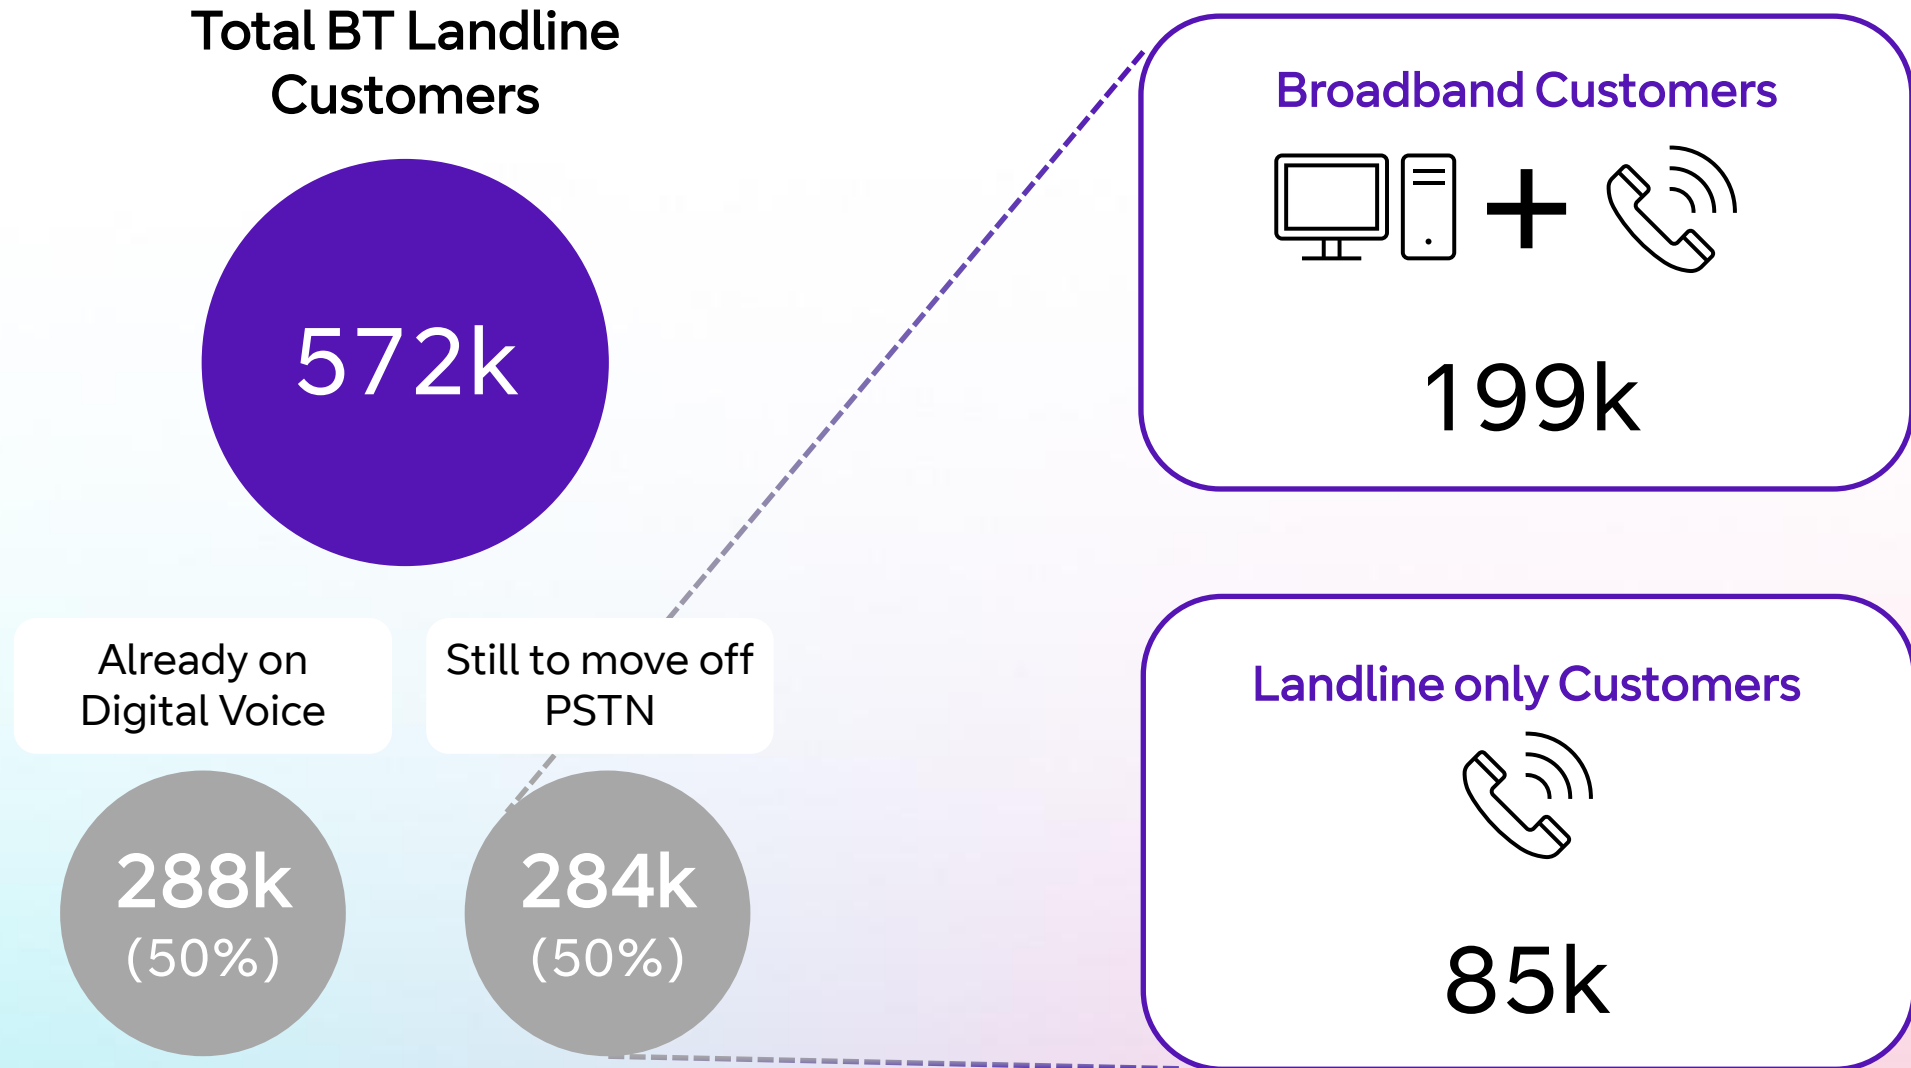 Total BT Landline
Customers
572k
Already on
Digital Voice
288k
(50%)
Still to move off
PSTN
284k
(50%)
Broadband Customers
199k
Landline only Customers
85k